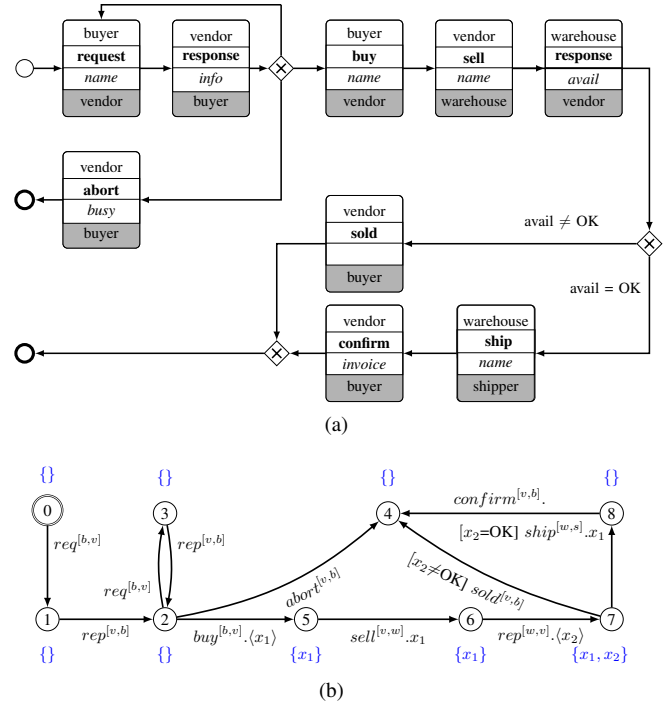 buyer
request
name
vendor
vendor
response
info
buyer
buyer
buy
name
vendor
vendor
sell
name
warehouse
warehouse
response
avail
vendor
vendor
abort
busy
buyer
vendor
sold
buyer
avail ≠ OK
avail = OK
vendor
confirm
invoice
buyer
warehouse
ship
name
shipper
(a)
{} {} {} {}
0 3 4 8
confirm^[v,b].
[x₂=OK] ship^[w,s].x₁
req^[b,v]
rep^[v,b]
req^[b,v]
abort^[v,b]
[x₂≠OK] sold^[v,b]
1 2 5 6 7
rep^[v,b]
buy^[b,v].⟨x₁⟩
sell^[v,w].x₁
rep^[w,v].⟨x₂⟩
{} {} {x₁} {x₁} {x₁, x₂}
(b)